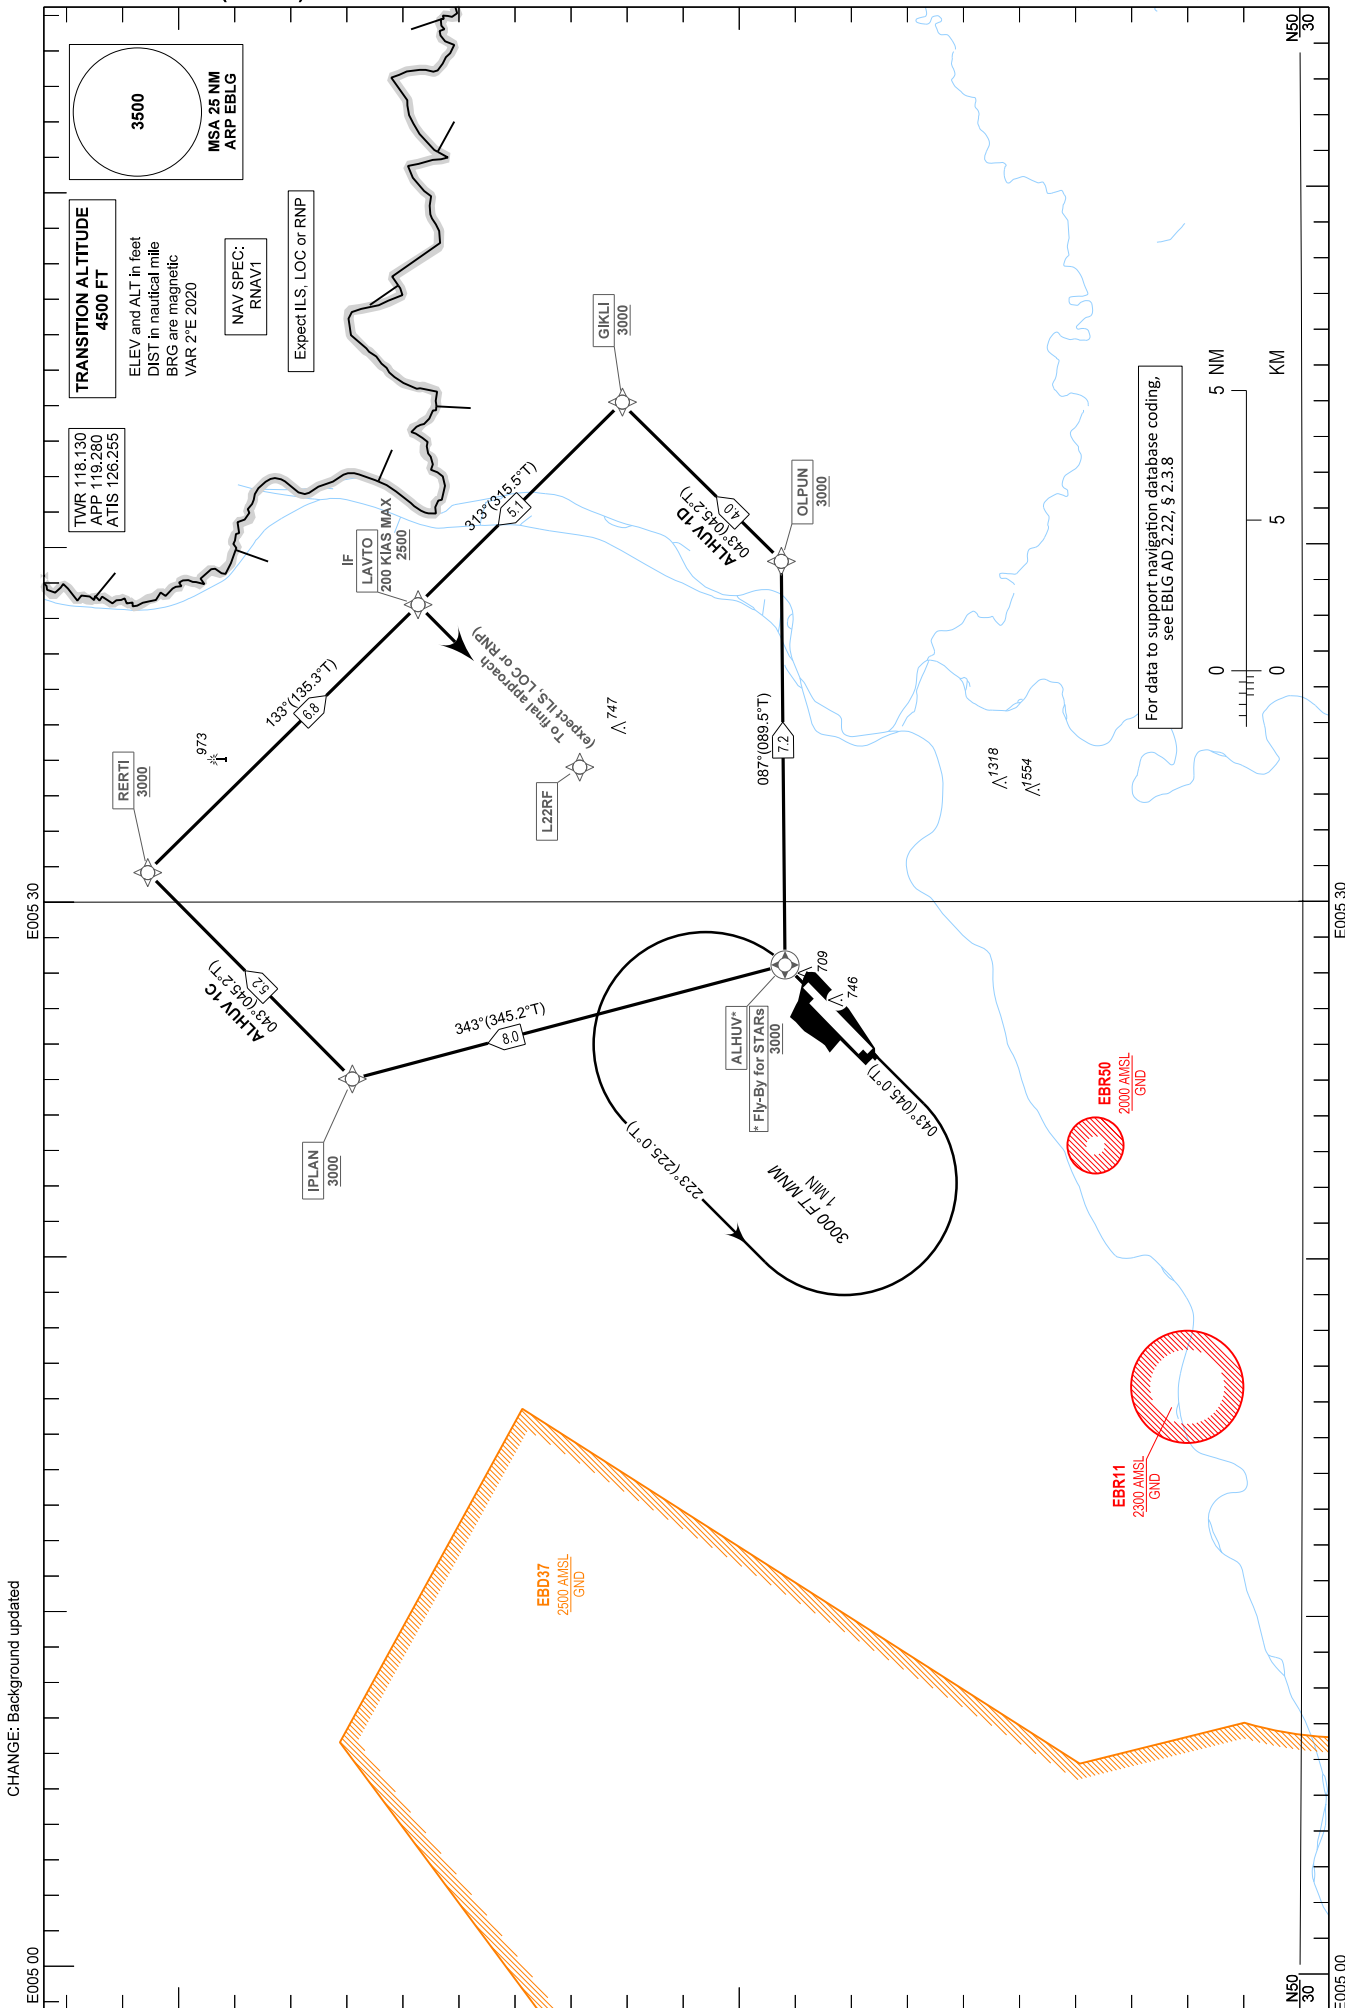 CHANGE: Background updated
E005 00
E005 30
TWR 118.130
APP 119.280
ATIS 126.255
TRANSITION ALTITUDE
4500 FT
ELEV and ALT in feet
DIST in nautical mile
BRG are magnetic
VAR 2°E 2020
3500
MSA 25 NM
ARP EBLG
NAV SPEC:
RNAV1
Expect ILS, LOC or RNP
RERTI
3000
973
133°(135.3°T)
6.8
ALHUV 1C
043°(045.2°T)
5.2
IPLAN
3000
343°(345.2°T)
8.0
IF
LAVTO
200 KIAS MAX
2500
313°(315.5°T)
5.1
GIKLI
3000
To final approach
(expect ILS, LOC or RNP)
747
L22RF
ALHUV 1D
043°(045.2°T)
4.0
OLPUN
3000
087°(089.5°T)
7.2
ALHUV*
* Fly-By for STARs
3000
709
746
223°(225.0°T)
043°(045.0°T)
3000 FT MNM
1 MIN
1318
1554
EBD37
2500 AMSL
GND
EBR50
2000 AMSL
GND
EBR11
2300 AMSL
GND
For data to support navigation database coding,
see EBLG AD 2.22, § 2.3.8
0
5 NM
0
5
KM
N50
30
N50
30
E005 00
E005 30